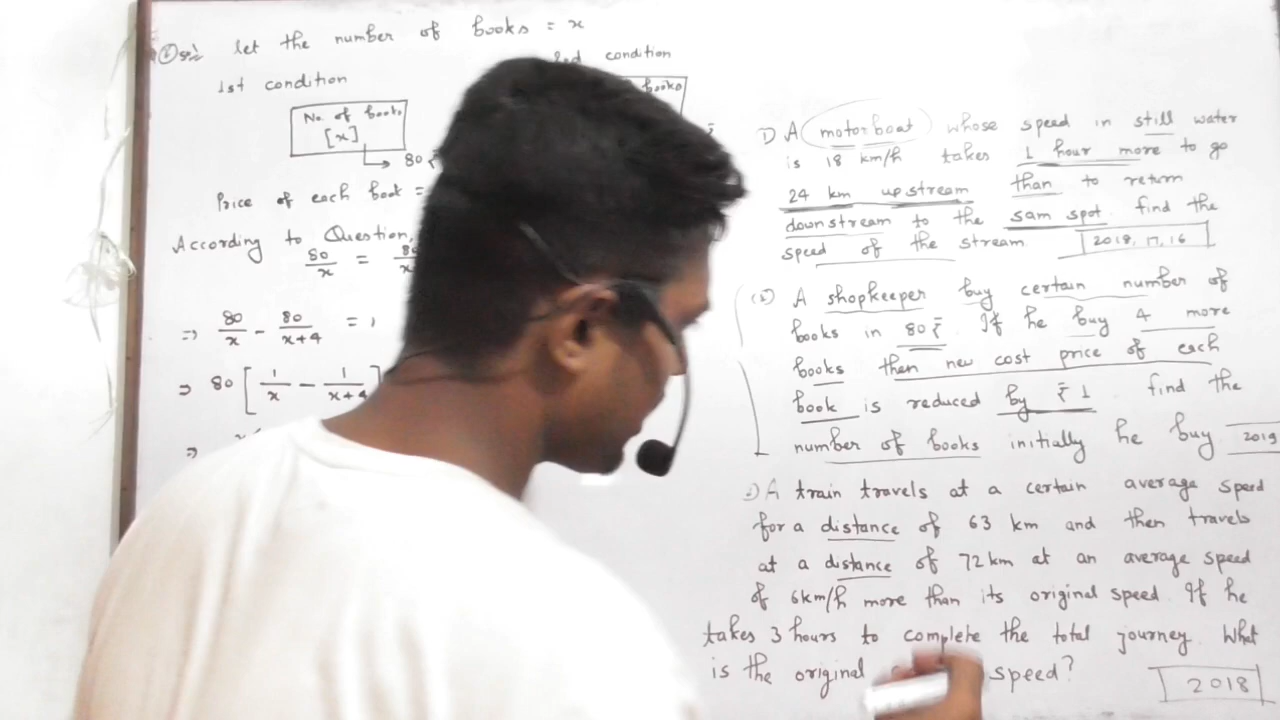 let the number of books = x
1st condition
condition
No. of books
[x]
books
80 ₹
Price of each book =
According to Question,
80/x = 80/x
=> 80/x - 80/x+4 =
=> 80 [ 1/x - 1/x+4 ]
=>
1) A motorboat whose speed in still water
is 18 km/h takes 1 hour more to go
24 km upstream than to return
downstream to the sam spot. find the
speed of the stream 2018, 17, 16
A shopkeeper buy certain number of
books in 80 ₹. If he buy 4 more
books then new cost price of each
book is reduced by ₹ 1 find the
number of books initially he buy 2019
A train travels at a certain average speed
for a distance of 63 km and then travels
at a distance of 72 km at an average speed
of 6km/h more than its original speed. If he
takes 3 hours to complete the total journey. What
is the original speed?
2018